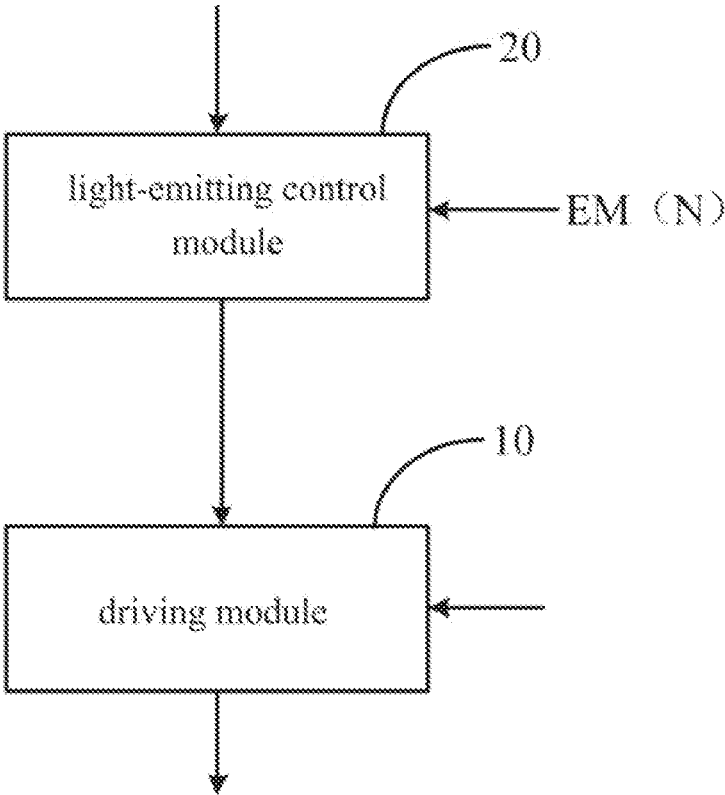 20
light-emitting control
module
EM（N）
10
driving module